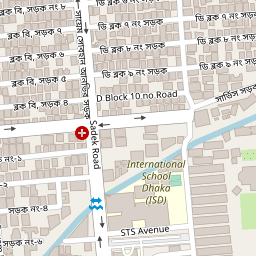 ব্লক বি, সড়ক নং ৮
ডি ব্লক ৭ নং সড়ক
ডি ব্লক ৮ নং সড়ক
ব্লক বি, সড়ক ৬
ডি ব্লক ৯ নং সড়ক
ডি ব্লক ৯ নং সড়ক
ব্লক বি, সড়ক ৫
D Block 10 no Road
সার্ভিস সড়ক
ব্লক বি, সড়ক ৪
Sadek Road
নং-১
International
School
Dhaka
(ISD)
সড়ক নং-৪
STS Avenue
সড়ক নং-৬